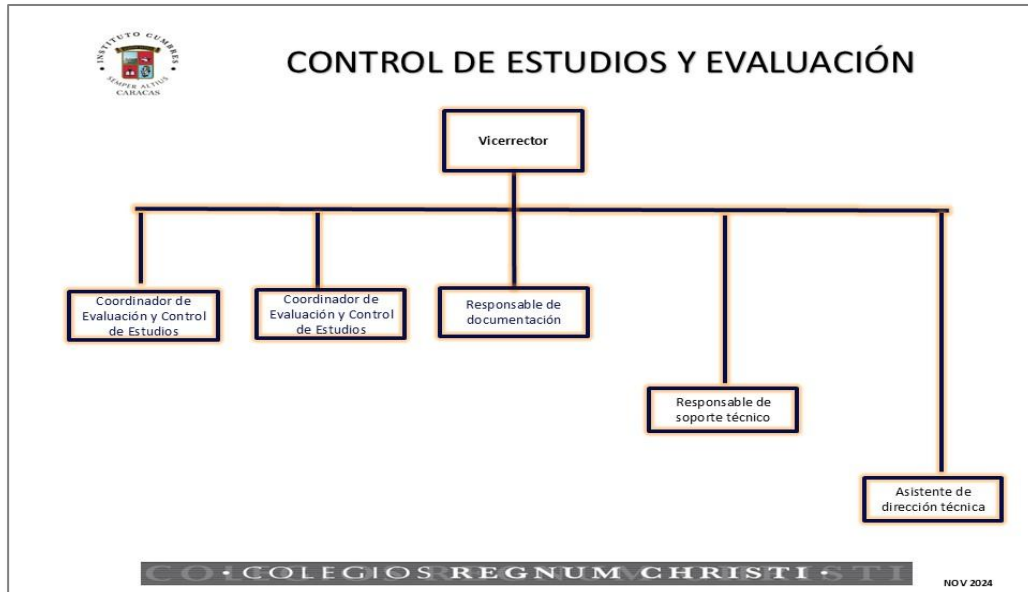 INSTITUTO CUMBRES
SEMPER ALTIUS
CARACAS
CONTROL DE ESTUDIOS Y EVALUACIÓN
Vicerrector
Coordinador de
Evaluación y Control
de Estudios
Coordinador de
Evaluación y Control
de Estudios
Responsable de
documentación
Responsable de
soporte técnico
Asistente de
dirección técnica
COLEGIOS REGNUM CHRISTI
NOV 2024